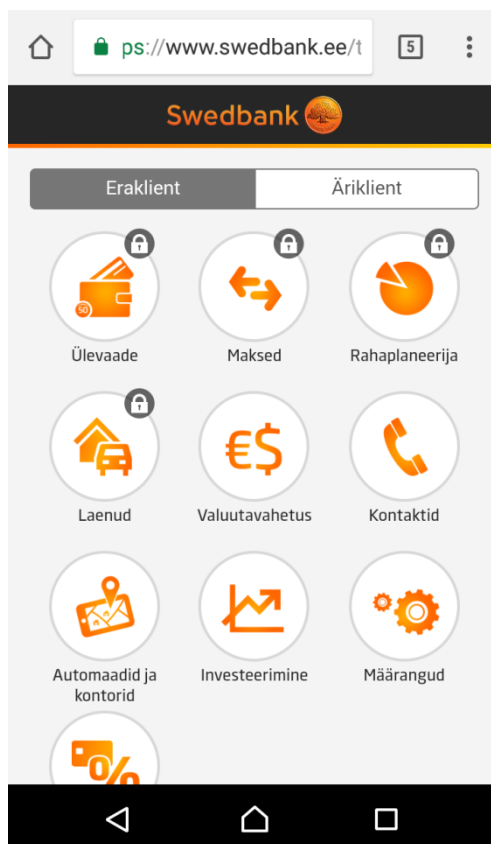 ps://www.swedbank.ee/t
5
Swedbank
Eraklient
Äriklient
50
Ülevaade
Maksed
Rahaplaneerija
€$
Laenud
Valuutavahetus
Kontaktid
Automaadid ja
kontorid
Investeerimine
Määrangud
%